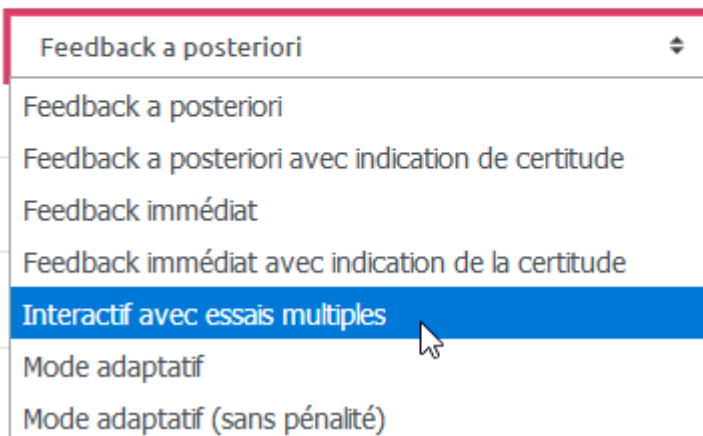 Feedback a posteriori
Feedback a posteriori
Feedback a posteriori avec indication de certitude
Feedback immédiat
Feedback immédiat avec indication de la certitude
Interactif avec essais multiples
Mode adaptatif
Mode adaptatif (sans pénalité)